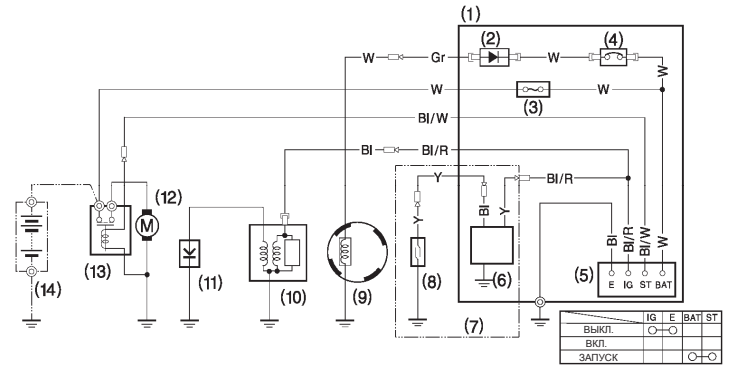 (1)
(2)
(4)
W
Gr
W
W
W
W
(3)
W
Bl/W
Bl
Bl/R
Y
Bl/R
(12)
M
Y
Bl
Y
Bl
Bl/R
Bl/W
W
(5)
E IG ST BAT
(14)
(13)
(11)
(10)
(9)
(8)
(6)
(7)
IG E BAT ST
ВЫКЛ.
ВКЛ.
ЗАПУСК